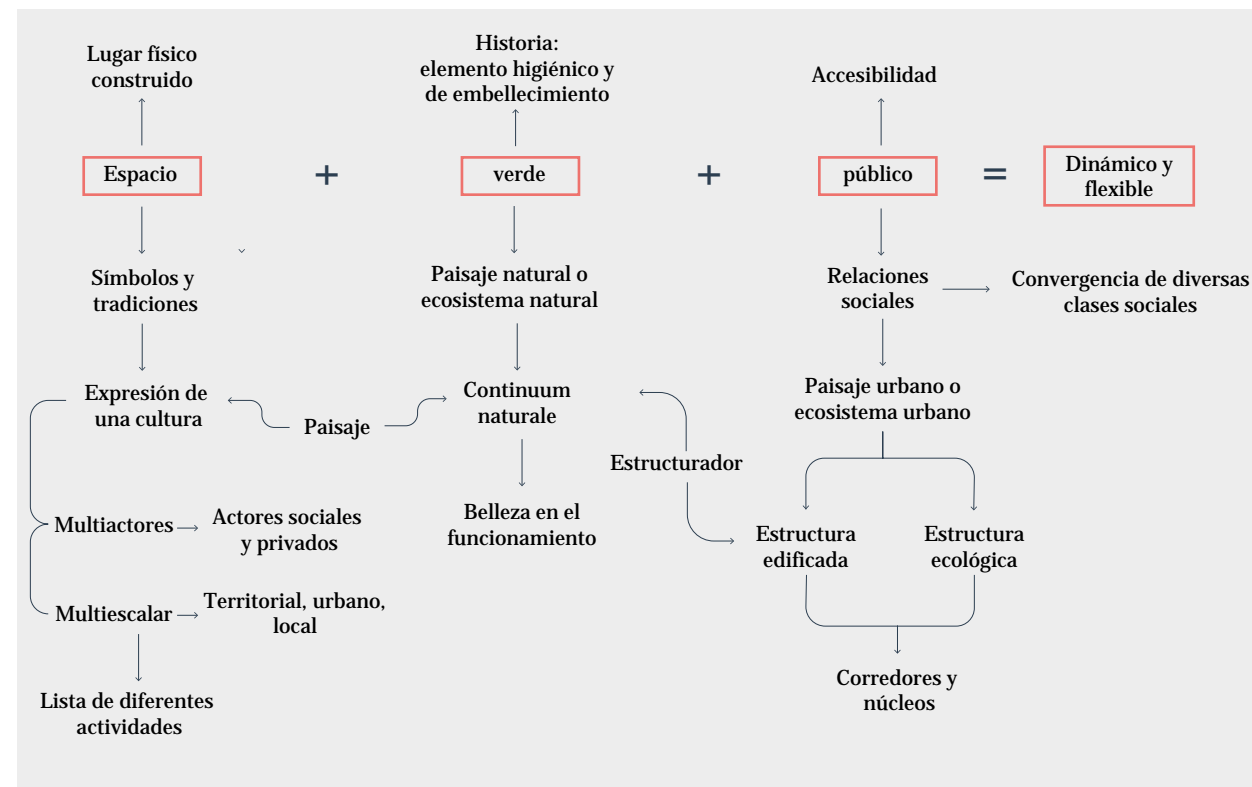 Lugar físico
construido
Historia:
elemento higiénico y
de embellecimiento
Accesibilidad
Espacio
+
verde
+
público
=
Dinámico y
flexible
Símbolos y
tradiciones
Paisaje natural o
ecosistema natural
Relaciones
sociales
Convergencia de diversas
clases sociales
Expresión de
una cultura
Paisaje
Continuum
naturale
Paisaje urbano o
ecosistema urbano
Estructurador
Multiactores
Actores sociales
y privados
Belleza en el
funcionamiento
Estructura
edificada
Estructura
ecológica
Multiescalar
Territorial, urbano,
local
Lista de diferentes
actividades
Corredores y
núcleos